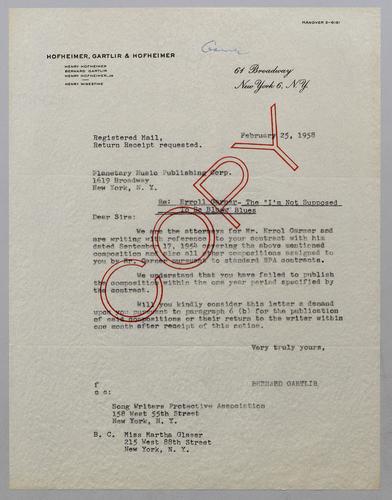 HANOVER 2-6161
HOFHEIMER, GARTLIR & HOFHEIMER
HENRY HOFHEIMER
BERNARD GARTLIR
HENRY HOFHEIMER, JR
HENRY WINESTINE
Garner
61 Broadway
New York 6, N.Y.
Registered Mail,
February 25, 1958
Return Receipt requested.
Planetary Music Publishing Corp.
1619 Broadway
New York, N. Y.
Re: Erroll Garner- The "I'm Not Supposed
To Be Blue" Blues
Dear Sirs:
We are the attorneys for Mr. Errol Garner and
are writing with reference to your contract with him
dated September 17, 1952 covering the above mentioned
composition and also all other compositions assigned to
you by Mr. Garner pursuant to standard SPA contracts.
We understand that you have failed to publish
the composition within the one year period specified by
the contract.
Will you kindly consider this letter a demand
upon you pursuant to paragraph 6 (b) for the publication
of said compositions or their return to the writer within
one month after receipt of this notice.
Very truly yours,
BERNARD GARTLIR
f
c c:
Song Writers Protective Association
158 West 55th Street
New York, N. Y.
B. C. Miss Martha Glaser
215 West 88th Street
New York, N. Y.
COPY